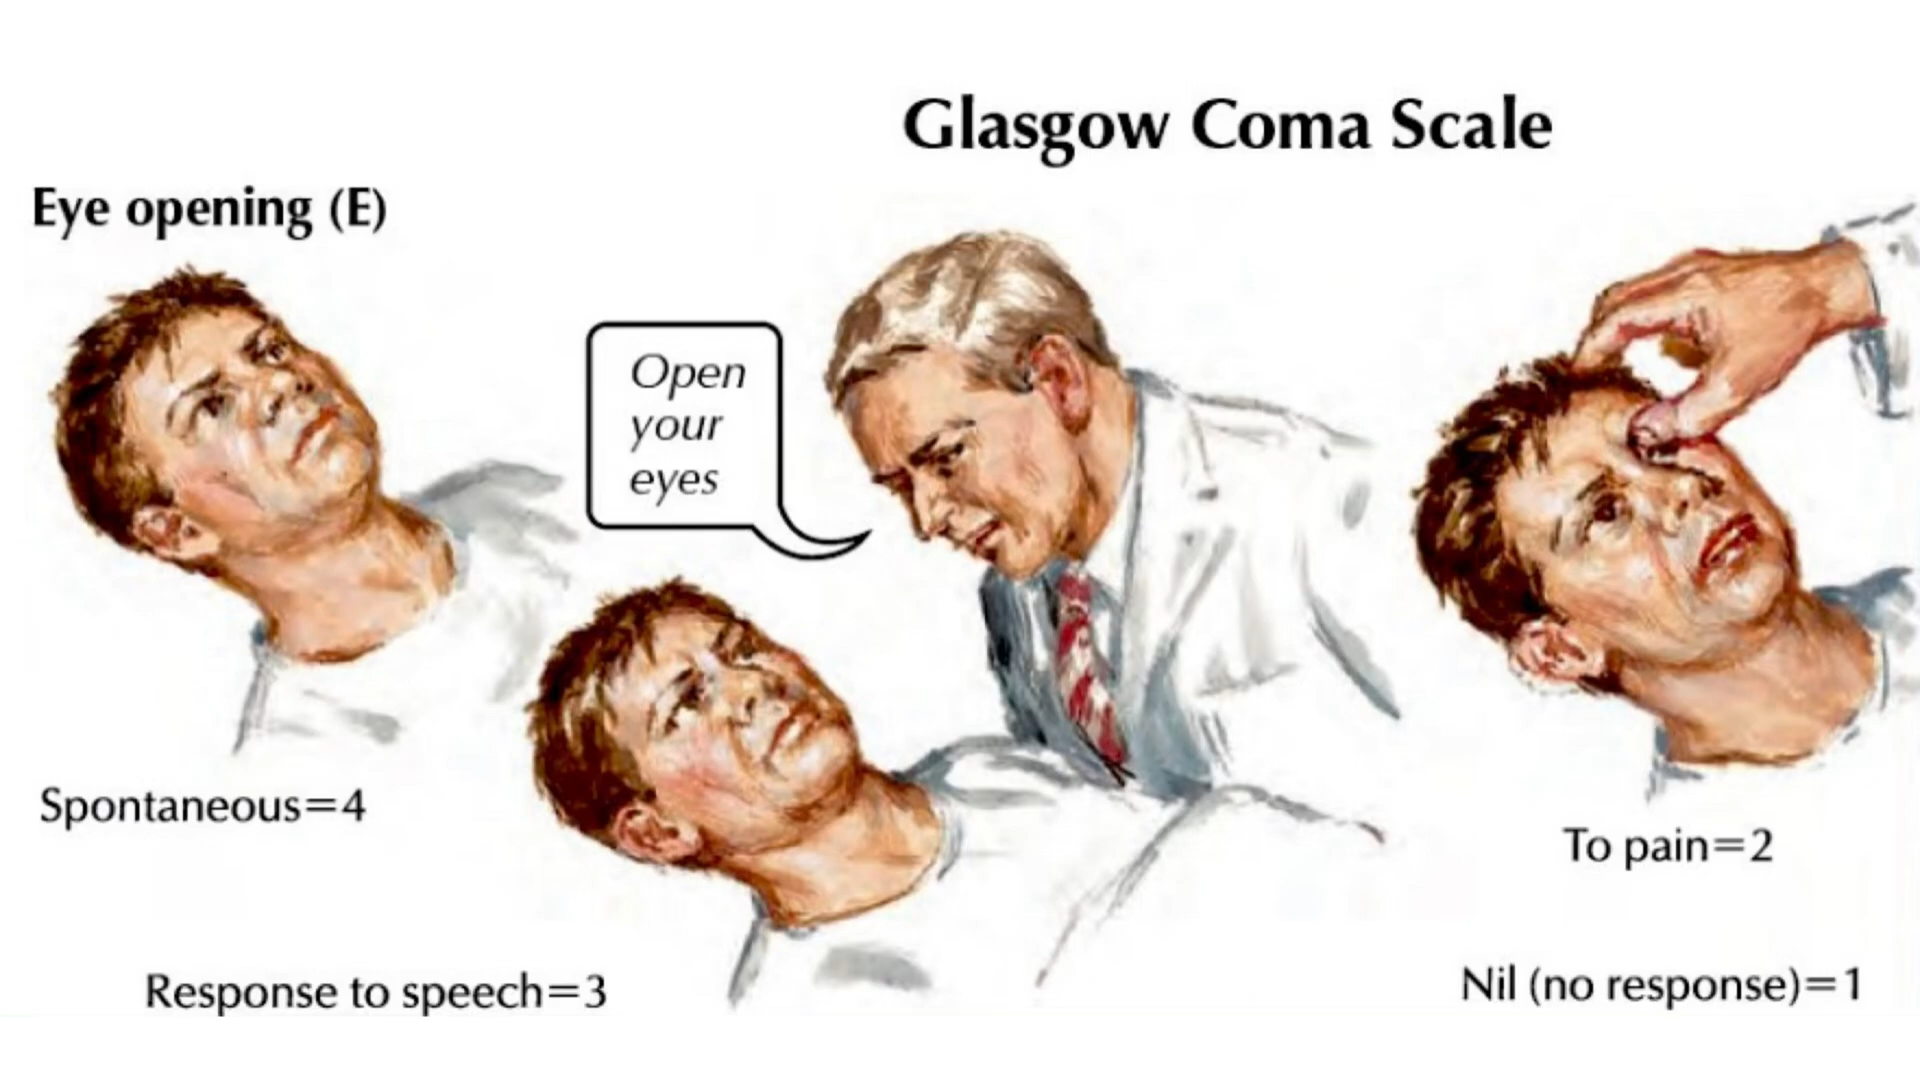 Glasgow Coma Scale
Eye opening (E)
Open
your
eyes
Spontaneous=4
To pain=2
Response to speech=3
Nil (no response)=1